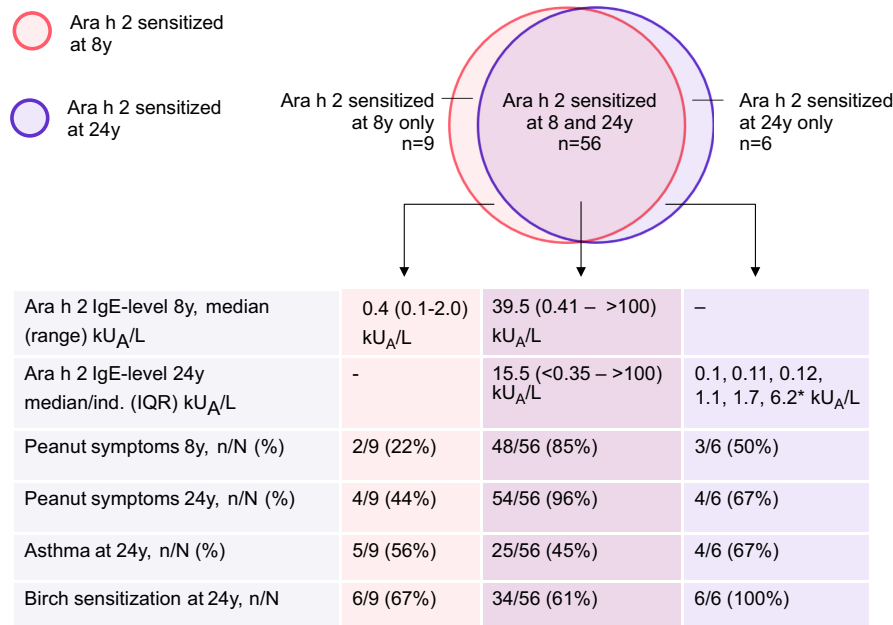 Ara h 2 sensitized
at 8y
Ara h 2 sensitized
at 24y
Ara h 2 sensitized
at 8y only
n=9
Ara h 2 sensitized
at 8 and 24y
n=56
Ara h 2 sensitized
at 24y only
n=6
Ara h 2 IgE-level 8y, median
(range) kUA/L
0.4 (0.1-2.0)
kUA/L
39.5 (0.41 – >100)
kUA/L
–
Ara h 2 IgE-level 24y
median/ind. (IQR) kUA/L
-
15.5 (<0.35 – >100)
kUA/L
0.1, 0.11, 0.12,
1.1, 1.7, 6.2* kUA/L
Peanut symptoms 8y, n/N (%)
2/9 (22%)
48/56 (85%)
3/6 (50%)
Peanut symptoms 24y, n/N (%)
4/9 (44%)
54/56 (96%)
4/6 (67%)
Asthma at 24y, n/N (%)
5/9 (56%)
25/56 (45%)
4/6 (67%)
Birch sensitization at 24y, n/N
6/9 (67%)
34/56 (61%)
6/6 (100%)